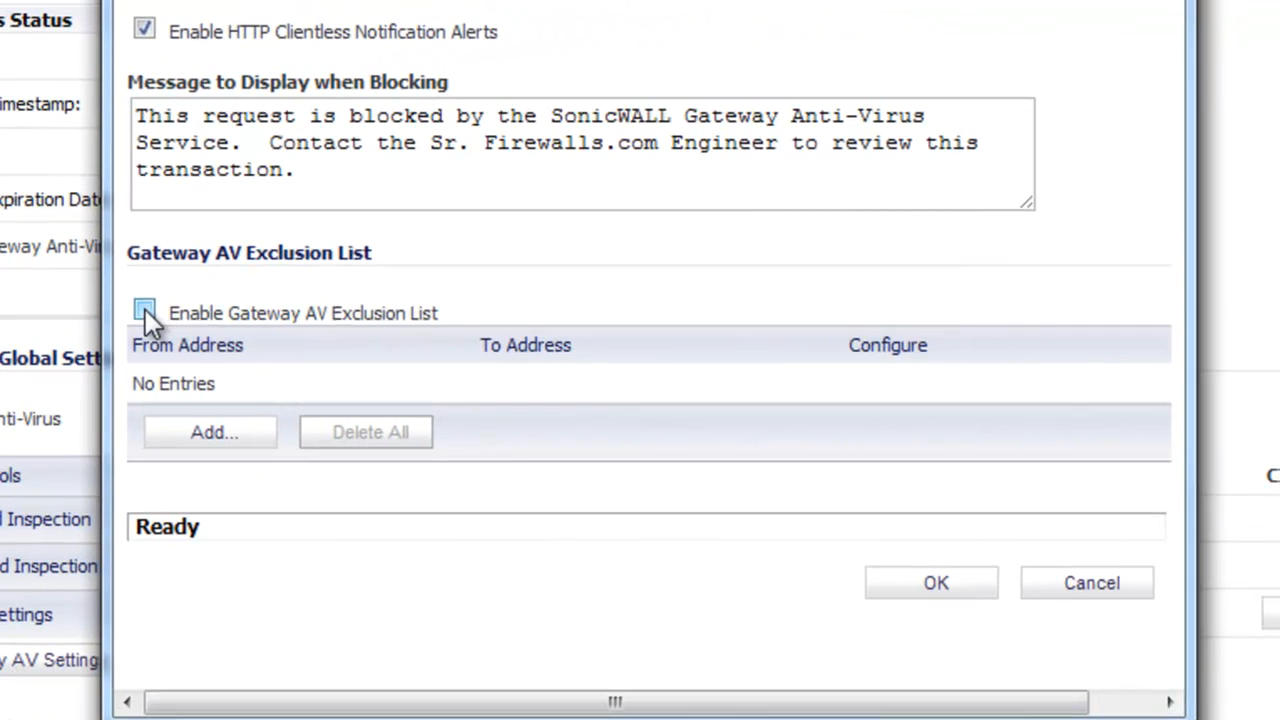 s Status
Enable HTTP Clientless Notification Alerts
Message to Display when Blocking
imestamp:
This request is blocked by the SonicWALL Gateway Anti-Virus
Service.  Contact the Sr. Firewalls.com Engineer to review this
transaction.
xpiration Date
eway Anti-Vi
Gateway AV Exclusion List
Enable Gateway AV Exclusion List
From Address To Address Configure
Global Sett
No Entries
nti-Virus
Add... Delete All
ols
d Inspection
Ready
d Inspection
OK Cancel
ettings
y AV Setting